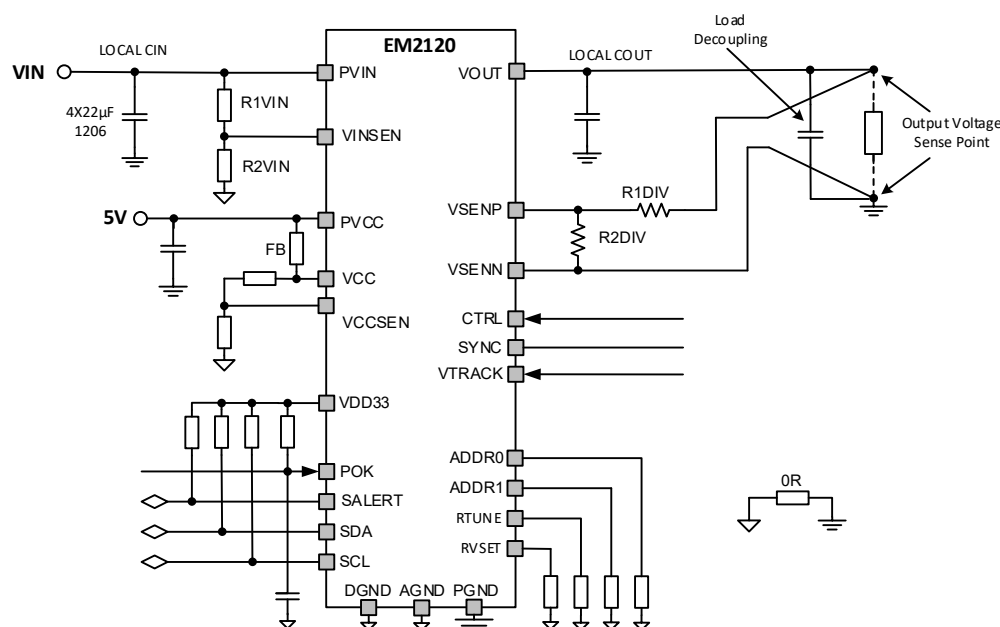 EM2120
Load
Decoupling
LOCAL CIN
LOCAL COUT
VIN
PVIN
VOUT
R1VIN
4X22µF
1206
VINSEN
Output Voltage
Sense Point
R2VIN
R1DIV
VSENP
5V
PVCC
R2DIV
FB
VSENN
VCC
VCCSEN
CTRL
SYNC
VTRACK
VDD33
POK
ADDR0
SALERT
ADDR1
0R
SDA
RTUNE
SCL
RVSET
DGND
AGND
PGND